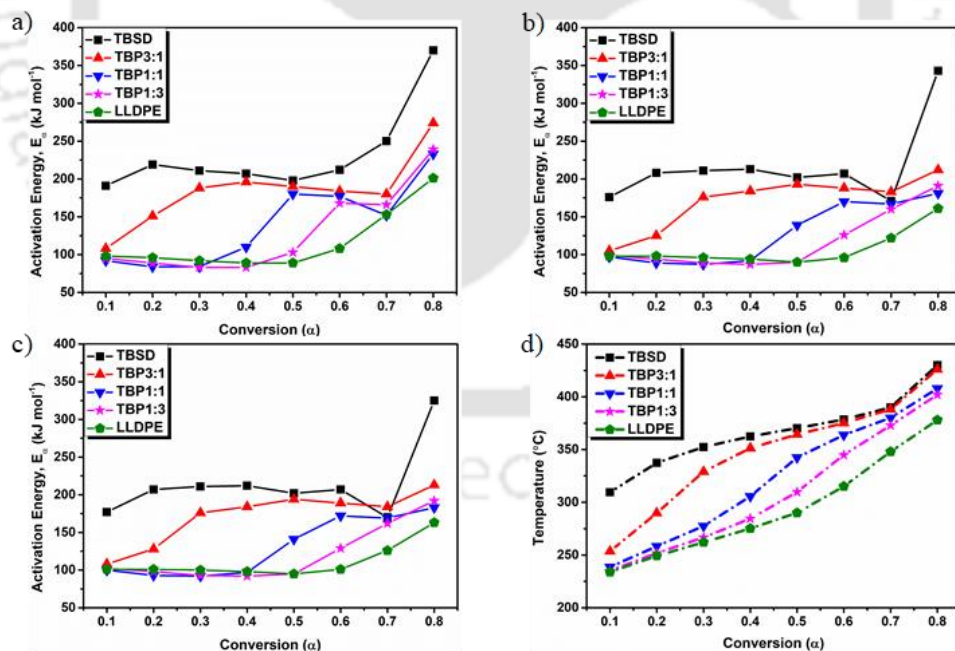 a)
400
350
300
250
200
150
100
50
Activation Energy, Eα (kJ mol⁻¹)
TBSD
TBP3:1
TBP1:1
TBP1:3
LLDPE
0.1 0.2 0.3 0.4 0.5 0.6 0.7 0.8
Conversion (α)
b)
400
350
300
250
200
150
100
50
Activation Energy, Eα (kJ mol⁻¹)
TBSD
TBP3:1
TBP1:1
TBP1:3
LLDPE
0.1 0.2 0.3 0.4 0.5 0.6 0.7 0.8
Conversion (α)
c)
400
350
300
250
200
150
100
50
Activation Energy, Eα (kJ mol⁻¹)
TBSD
TBP3:1
TBP1:1
TBP1:3
LLDPE
0.1 0.2 0.3 0.4 0.5 0.6 0.7 0.8
Conversion (α)
d)
450
400
350
300
250
200
Temperature (°C)
TBSD
TBP3:1
TBP1:1
TBP1:3
LLDPE
0.1 0.2 0.3 0.4 0.5 0.6 0.7 0.8
Conversion (α)